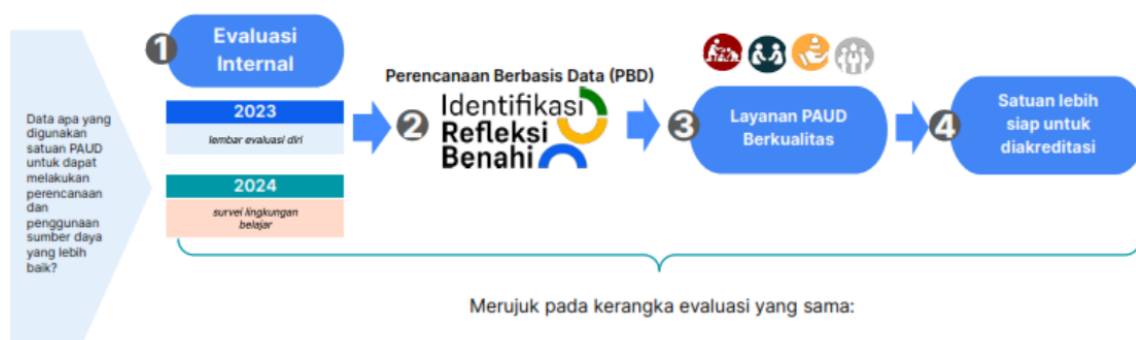 Data apa yang
digunakan
satuan PAUD
untuk dapat
melakukan
perencanaan
dan
penggunaan
sumber daya
yang lebih
baik?
1
Evaluasi
Internal
2023
lembar evaluasi diri
2024
survei lingkungan
belajar
Perencanaan Berbasis Data (PBD)
2
Identifikasi
Refleksi
Benahi
3
Layanan PAUD
Berkualitas
4
Satuan lebih
siap untuk
diakreditasi
Merujuk pada kerangka evaluasi yang sama: